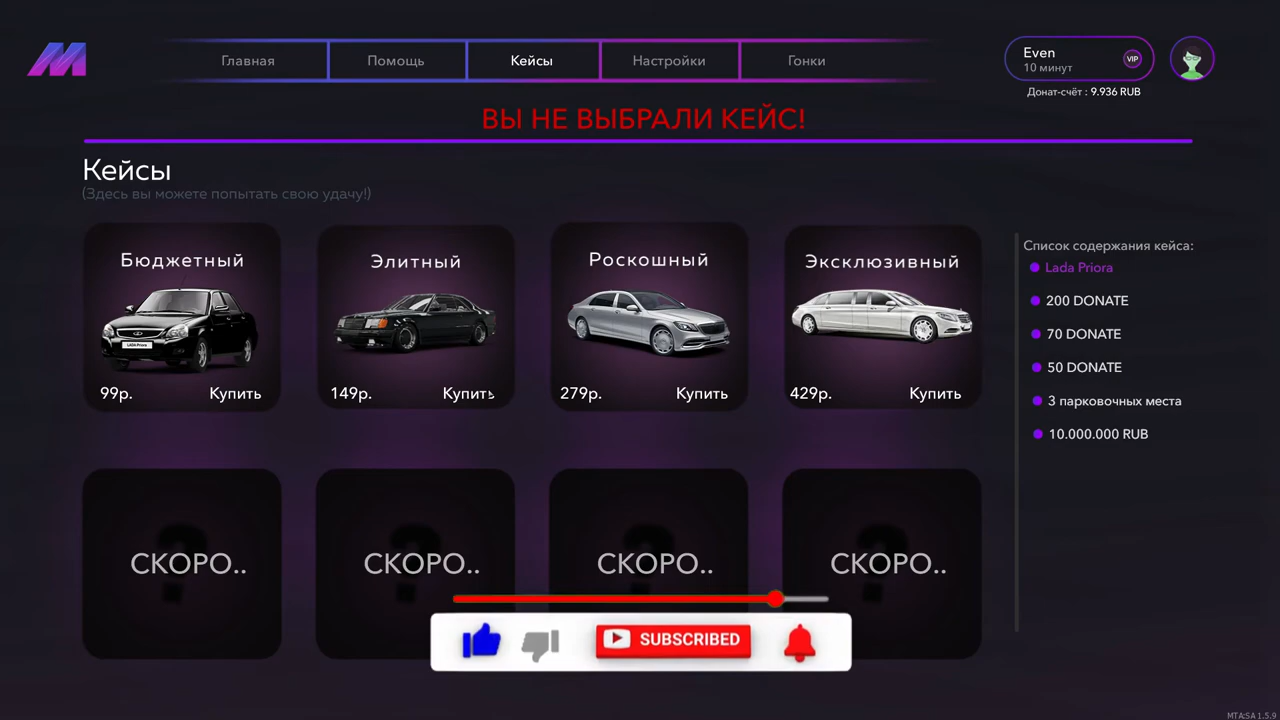 Главная
Помощь
Кейсы
Настройки
Гонки
Even
10 минут
VIP
Донат-счёт : 9.936 RUB
ВЫ НЕ ВЫБРАЛИ КЕЙС!
Кейсы
(Здесь вы можете попытать свою удачу!)
Бюджетный
LADA Priora
99р.
Купить
Элитный
149р.
Купить
Роскошный
279р.
Купить
Эксклюзивный
429р.
Купить
Список содержания кейса:
Lada Priora
200 DONATE
70 DONATE
50 DONATE
3 парковочных места
10.000.000 RUB
СКОРО..
СКОРО..
СКОРО..
СКОРО..
SUBSCRIBED
MTA:SA 1.5.9